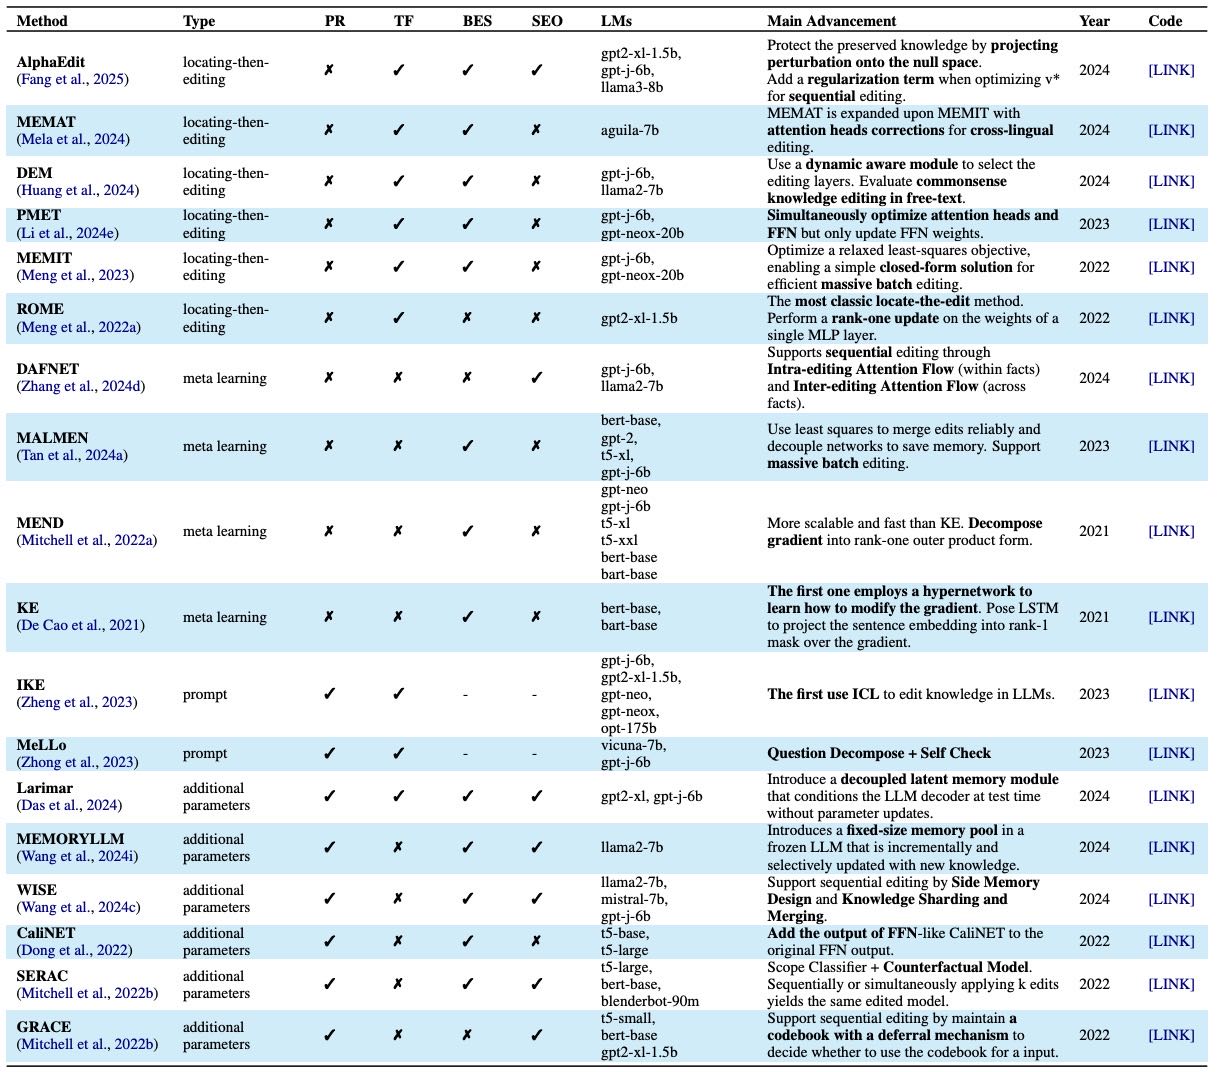 Method Type PR TF BES SEO LMs Main Advancement Year Code
AlphaEdit
(Fang et al., 2025)
locating-then-
editing
✗ ✓ ✓ ✓
gpt2-xl-1.5b,
gpt-j-6b,
llama3-8b
Protect the preserved knowledge by projecting
perturbation onto the null space.
Add a regularization term when optimizing v*
for sequential editing.
2024 [LINK]
MEMAT
(Mela et al., 2024)
locating-then-
editing
✗ ✓ ✓ ✗
aguila-7b
MEMAT is expanded upon MEMIT with
attention heads corrections for cross-lingual
editing.
2024 [LINK]
DEM
(Huang et al., 2024)
locating-then-
editing
✗ ✓ ✓ ✗
gpt-j-6b,
llama2-7b
Use a dynamic aware module to select the
editing layers. Evaluate commonsense
knowledge editing in free-text.
2024 [LINK]
PMET
(Li et al., 2024e)
locating-then-
editing
✗ ✓ ✓ ✗
gpt-j-6b,
gpt-neox-20b
Simultaneously optimize attention heads and
FFN but only update FFN weights.
2023 [LINK]
MEMIT
(Meng et al., 2023)
locating-then-
editing
✗ ✓ ✓ ✗
gpt-j-6b,
gpt-neox-20b
Optimize a relaxed least-squares objective,
enabling a simple closed-form solution for
efficient massive batch editing.
2022 [LINK]
ROME
(Meng et al., 2022a)
locating-then-
editing
✗ ✓ ✗ ✗
gpt2-xl-1.5b
The most classic locate-the-edit method.
Perform a rank-one update on the weights of a
single MLP layer.
2022 [LINK]
DAFNET
(Zhang et al., 2024d)
meta learning
✗ ✗ ✗ ✓
gpt-j-6b,
llama2-7b
Supports sequential editing through
Intra-editing Attention Flow (within facts)
and Inter-editing Attention Flow (across
facts).
2024 [LINK]
MALMEN
(Tan et al., 2024a)
meta learning
✗ ✗ ✓ ✗
bert-base,
gpt-2,
t5-xl,
gpt-j-6b
Use least squares to merge edits reliably and
decouple networks to save memory. Support
massive batch editing.
2023 [LINK]
MEND
(Mitchell et al., 2022a)
meta learning
✗ ✗ ✓ ✗
gpt-neo
gpt-j-6b
t5-xl
t5-xxl
bert-base
bart-base
More scalable and fast than KE. Decompose
gradient into rank-one outer product form.
2021 [LINK]
KE
(De Cao et al., 2021)
meta learning
✗ ✗ ✓ ✗
bert-base,
bart-base
The first one employs a hypernetwork to
learn how to modify the gradient. Pose LSTM
to project the sentence embedding into rank-1
mask over the gradient.
2021 [LINK]
IKE
(Zheng et al., 2023)
prompt
✓ ✓ - -
gpt-j-6b,
gpt2-xl-1.5b,
gpt-neo,
gpt-neox,
opt-175b
The first use ICL to edit knowledge in LLMs.
2023 [LINK]
MeLLo
(Zhong et al., 2023)
prompt
✓ ✓ - -
vicuna-7b,
gpt-j-6b
Question Decompose + Self Check
2023 [LINK]
Larimar
(Das et al., 2024)
additional
parameters
✓ ✓ ✓ ✓
gpt2-xl, gpt-j-6b
Introduce a decoupled latent memory module
that conditions the LLM decoder at test time
without parameter updates.
2024 [LINK]
MEMORYLLM
(Wang et al., 2024i)
additional
parameters
✓ ✗ ✓ ✓
llama2-7b
Introduces a fixed-size memory pool in a
frozen LLM that is incrementally and
selectively updated with new knowledge.
2024 [LINK]
WISE
(Wang et al., 2024c)
additional
parameters
✓ ✗ ✓ ✓
llama2-7b,
mistral-7b,
gpt-j-6b
Support sequential editing by Side Memory
Design and Knowledge Sharding and
Merging.
2024 [LINK]
CaliNET
(Dong et al., 2022)
additional
parameters
✓ ✗ ✓ ✗
t5-base,
t5-large
Add the output of FFN-like CaliNET to the
original FFN output.
2022 [LINK]
SERAC
(Mitchell et al., 2022b)
additional
parameters
✓ ✗ ✓ ✓
t5-large,
bert-base,
blenderbot-90m
Scope Classifier + Counterfactual Model.
Sequentially or simultaneously applying k edits
yields the same edited model.
2022 [LINK]
GRACE
(Mitchell et al., 2022b)
additional
parameters
✓ ✗ ✗ ✓
t5-small,
bert-base
gpt2-xl-1.5b
Support sequential editing by maintain a
codebook with a deferral mechanism to
decide whether to use the codebook for a input.
2022 [LINK]